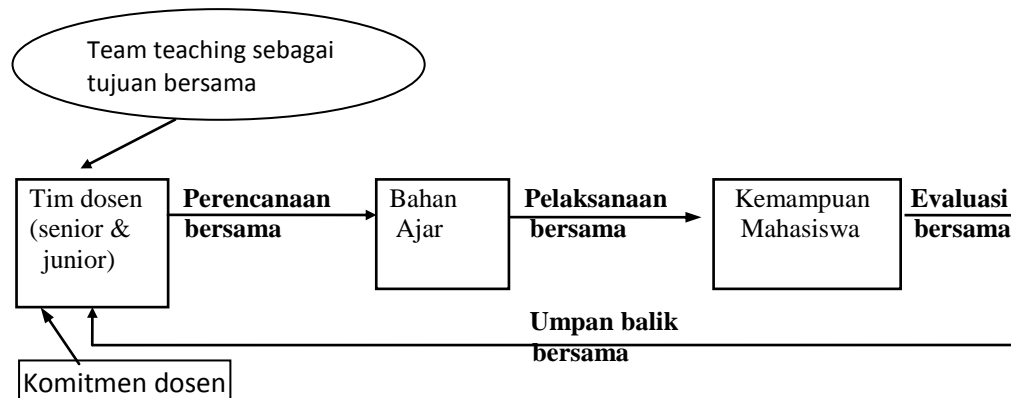 Team teaching sebagai
tujuan bersama
Tim dosen
(senior &
junior)
Perencanaan
bersama
Bahan
Ajar
Pelaksanaan
bersama
Kemampuan
Mahasiswa
Evaluasi
bersama
Umpan balik
bersama
Komitmen dosen